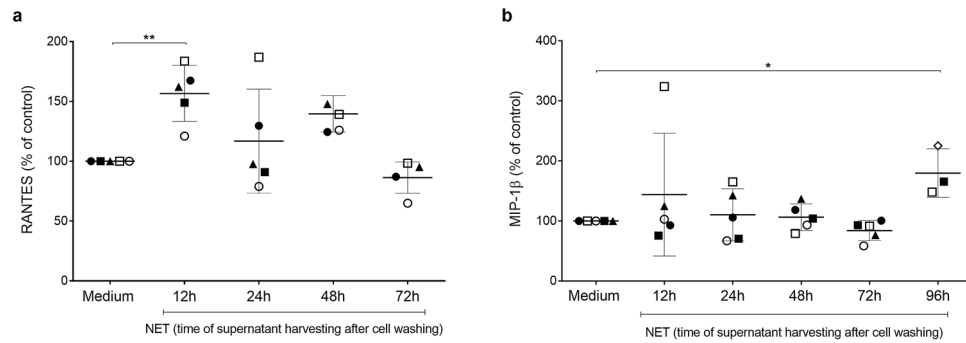 a
RANTES (% of control)
200
150
100
50
0
**
Medium 12h 24h 48h 72h
NET (time of supernatant harvesting after cell washing)
b
MIP-1β (% of control)
400
300
200
100
0
*
Medium 12h 24h 48h 72h 96h
NET (time of supernatant harvesting after cell washing)